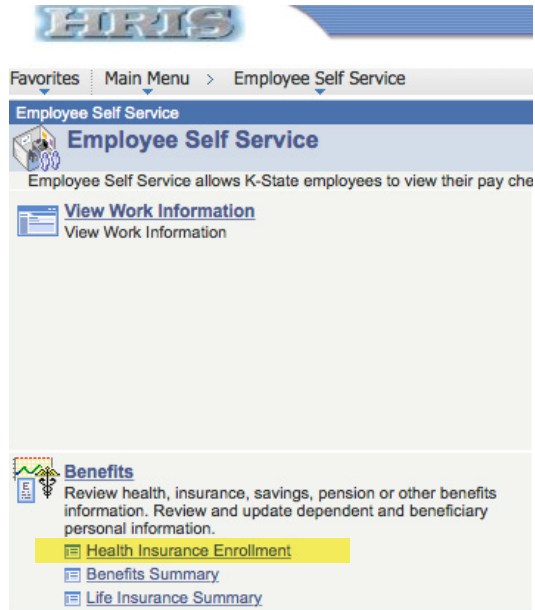 HRIS
Favorites Main Menu > Employee Self Service
Employee Self Service
Employee Self Service
Employee Self Service allows K-State employees to view their pay che
View Work Information
View Work Information
Benefits
Review health, insurance, savings, pension or other benefits
information. Review and update dependent and beneficiary
personal information.
Health Insurance Enrollment
Benefits Summary
Life Insurance Summary